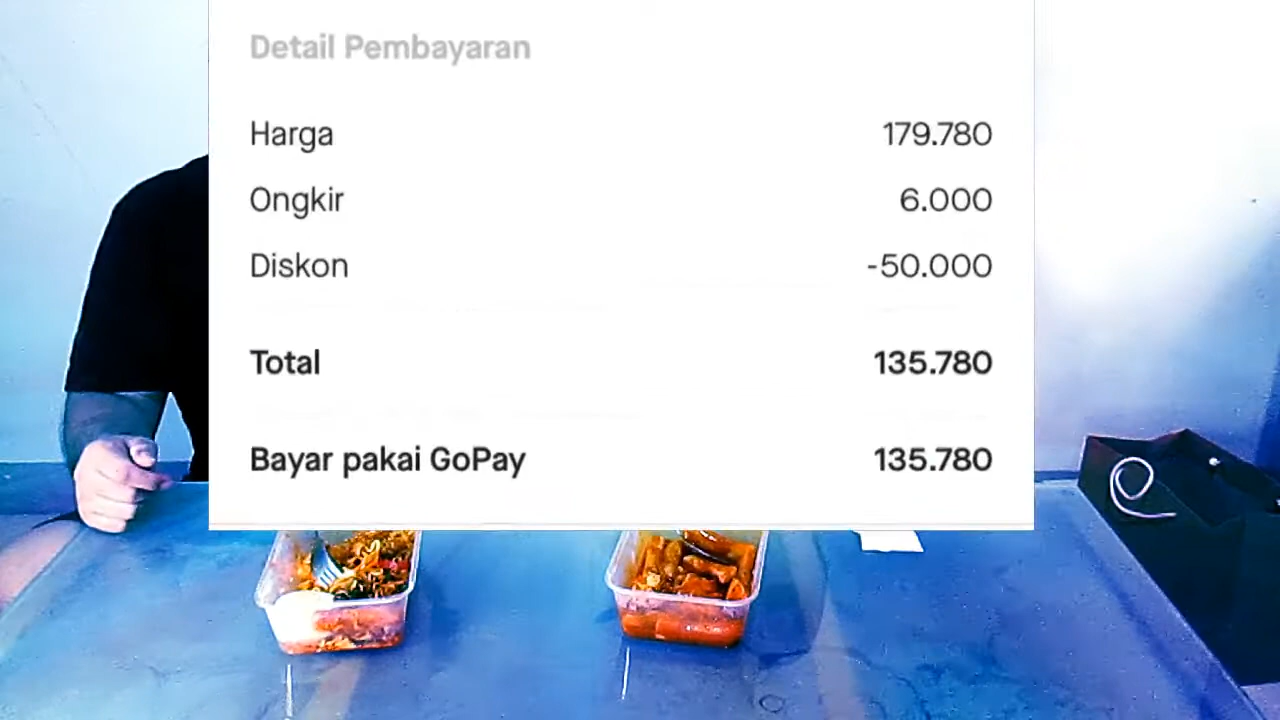 Detail Pembayaran
Harga 179.780
Ongkir 6.000
Diskon -50.000
Total 135.780
Bayar pakai GoPay 135.780